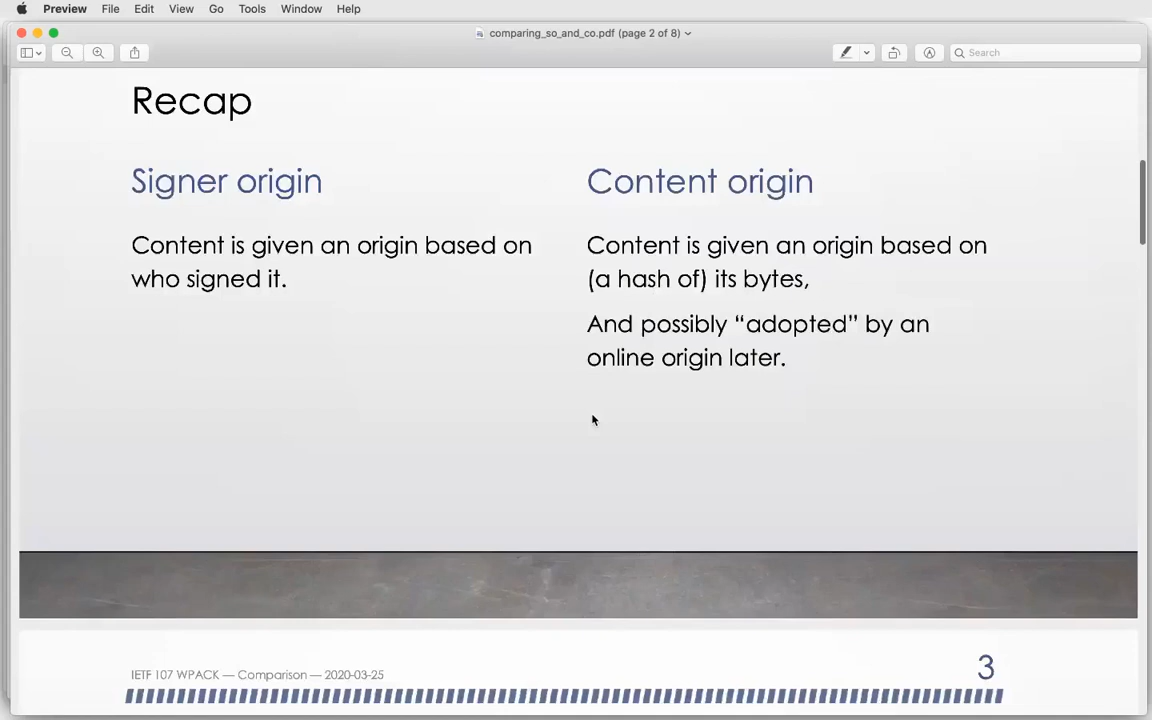 Preview File Edit View Go Tools Window Help
comparing_so_and_co.pdf (page 2 of 8)
Search
Recap
Signer origin
Content is given an origin based on
who signed it.
Content origin
Content is given an origin based on
(a hash of) its bytes,
And possibly “adopted” by an
online origin later.
IETF 107 WPACK — Comparison — 2020-03-25
3